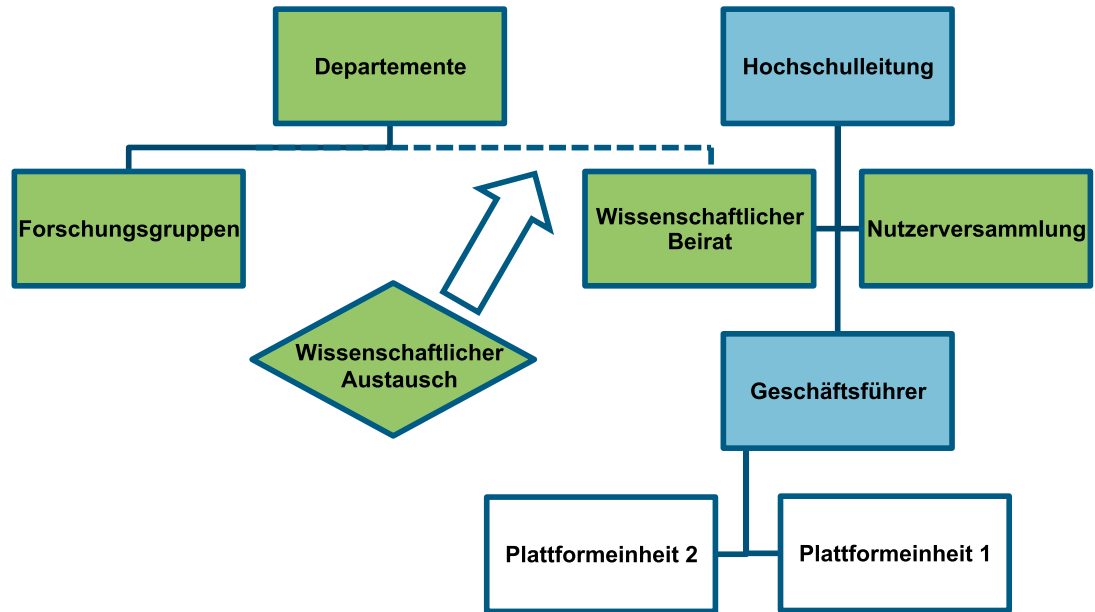 Departemente
Hochschulleitung
Forschungsgruppen
Wissenschaftlicher
Beirat
Nutzerversammlung
Wissenschaftlicher
Austausch
Geschäftsführer
Plattformeinheit 2
Plattformeinheit 1